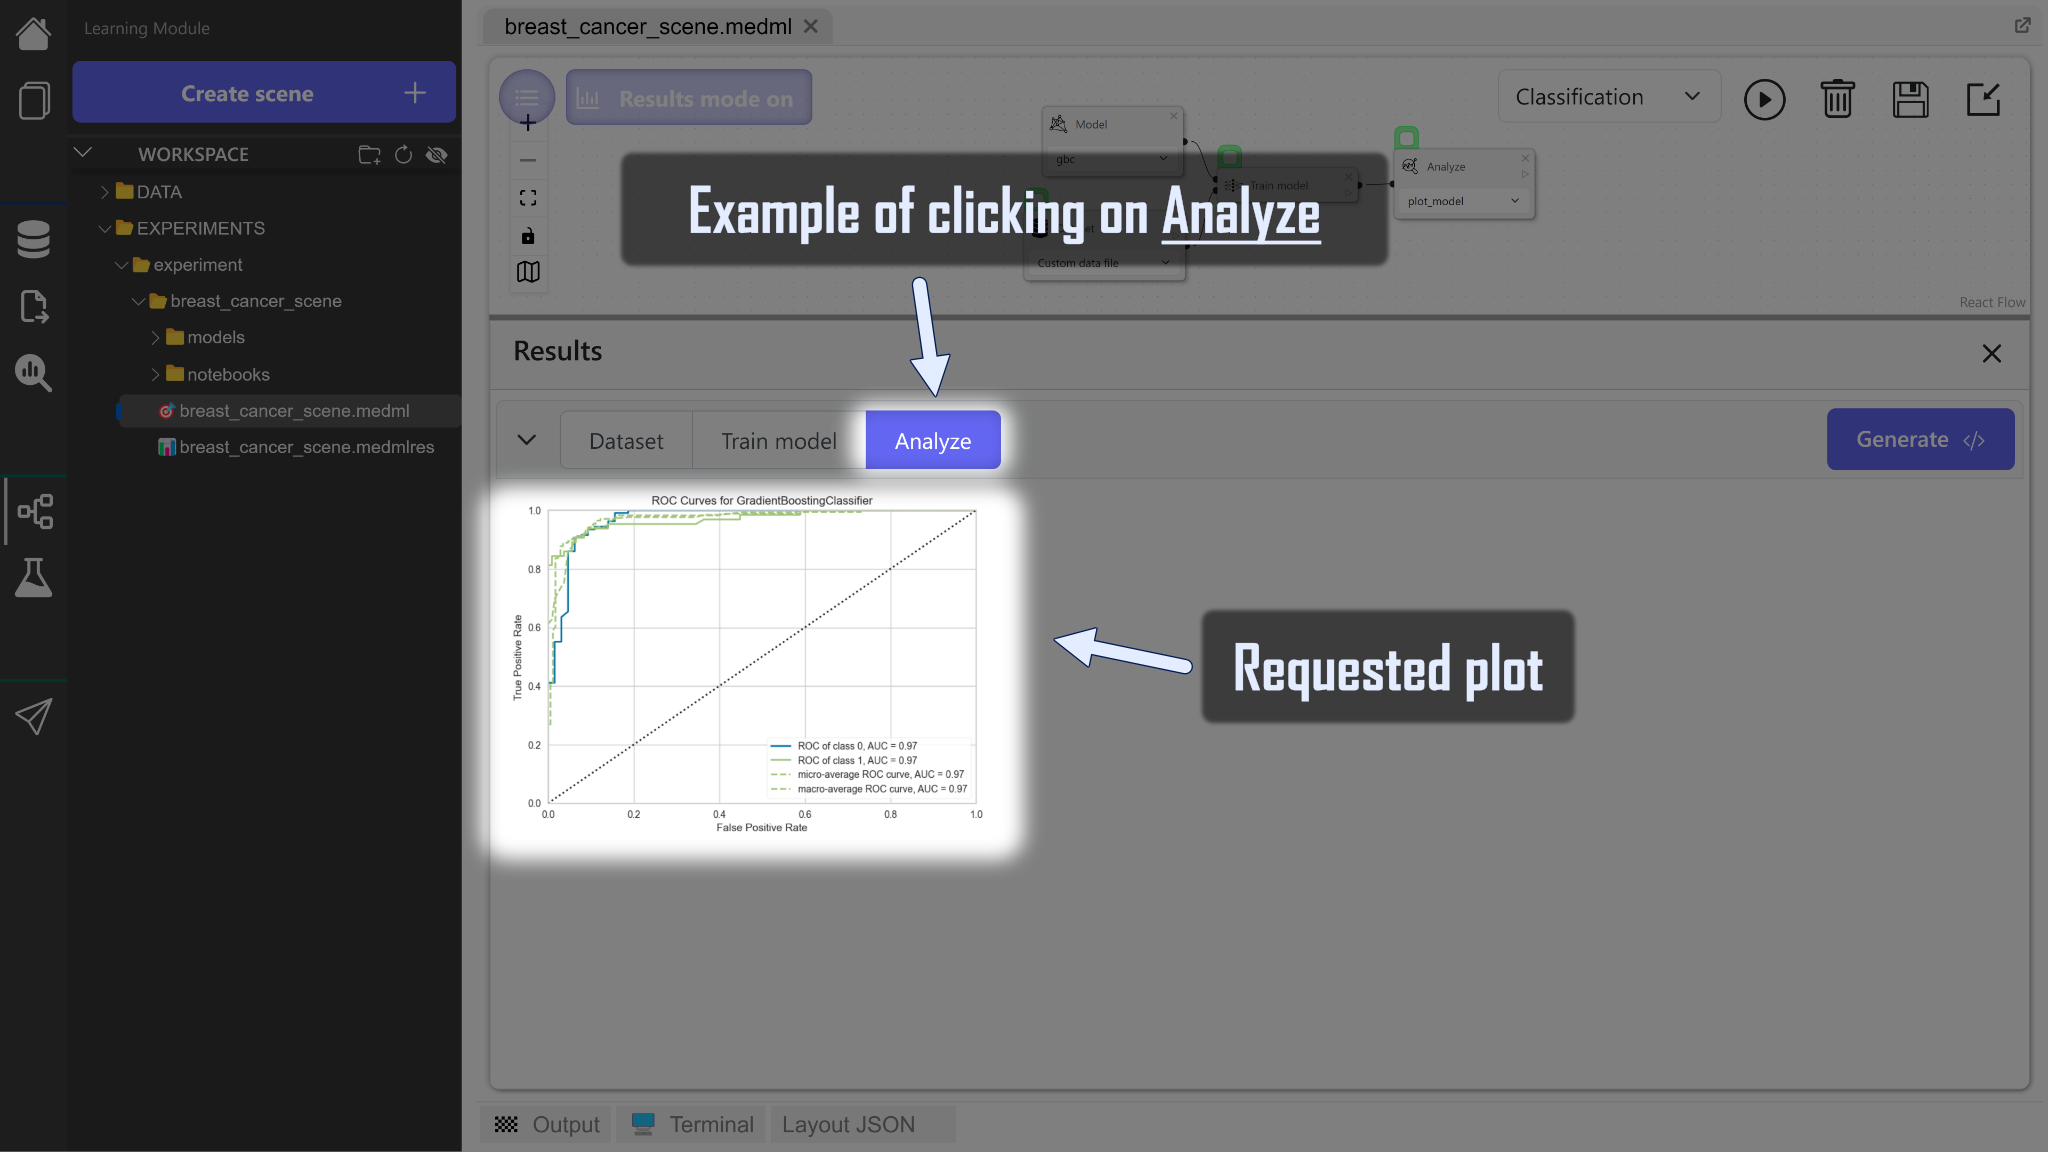 Learning Module
Create scene
WORKSPACE
DATA
EXPERIMENTS
experiment
breast_cancer_scene
models
notebooks
breast_cancer_scene.medml
breast_cancer_scene.medmlres
breast_cancer_scene.medml
Results mode on
Classification
Model
gbc
Train model
Analyze
plot_model
Custom data file
Example of clicking on Analyze
React Flow
Results
Dataset
Train model
Analyze
Generate </>
ROC Curves for GradientBoostingClassifier
1.0
0.8
0.6
0.4
0.2
0.0
True Positive Rate
ROC of class 0, AUC = 0.97
ROC of class 1, AUC = 0.97
micro-average ROC curve, AUC = 0.97
macro-average ROC curve, AUC = 0.97
0.0 0.2 0.4 0.6 0.8 1.0
False Positive Rate
Requested plot
Output
Terminal
Layout JSON